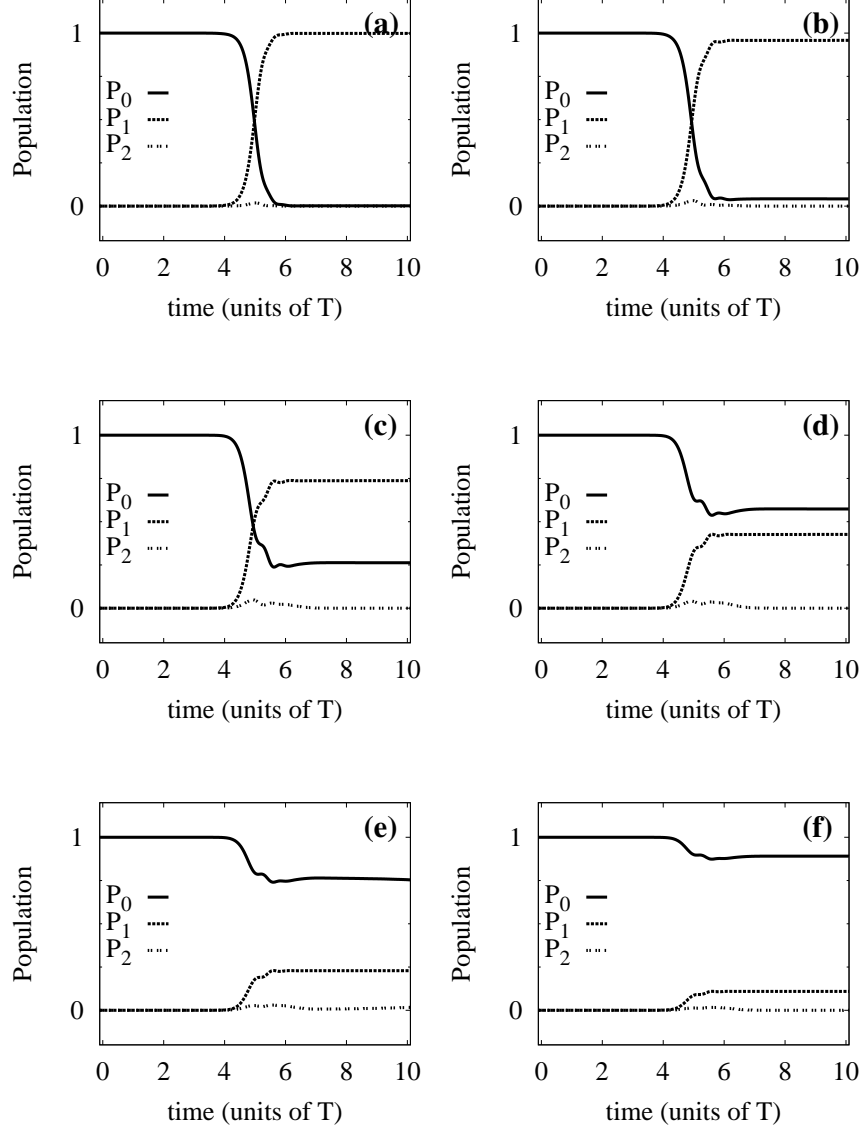 (a)
1
P0
P1
P2
0
Population
0 2 4 6 8 10
time (units of T)
(b)
1
P0
P1
P2
0
Population
0 2 4 6 8 10
time (units of T)
(c)
1
P0
P1
P2
0
Population
0 2 4 6 8 10
time (units of T)
(d)
1
P0
P1
P2
0
Population
0 2 4 6 8 10
time (units of T)
(e)
1
P0
P1
P2
0
Population
0 2 4 6 8 10
time (units of T)
(f)
1
P0
P1
P2
0
Population
0 2 4 6 8 10
time (units of T)